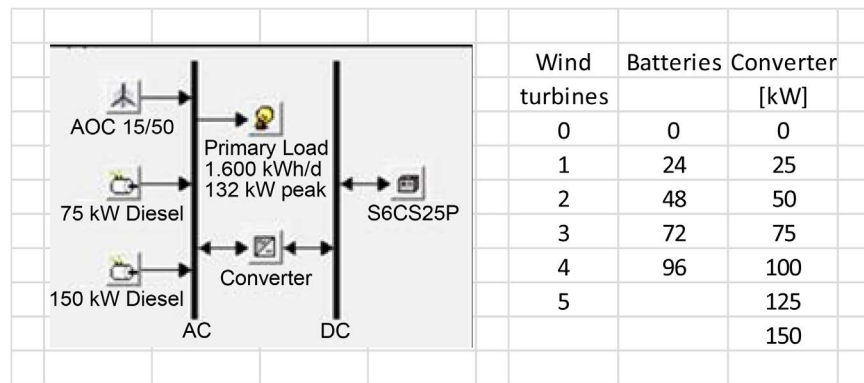 AOC 15/50
Primary Load
1.600 kWh/d
132 kW peak
75 kW Diesel
S6CS25P
Converter
150 kW Diesel
AC DC
Wind Batteries Converter
turbines [kW]
0 0 0
1 24 25
2 48 50
3 72 75
4 96 100
5 125
150